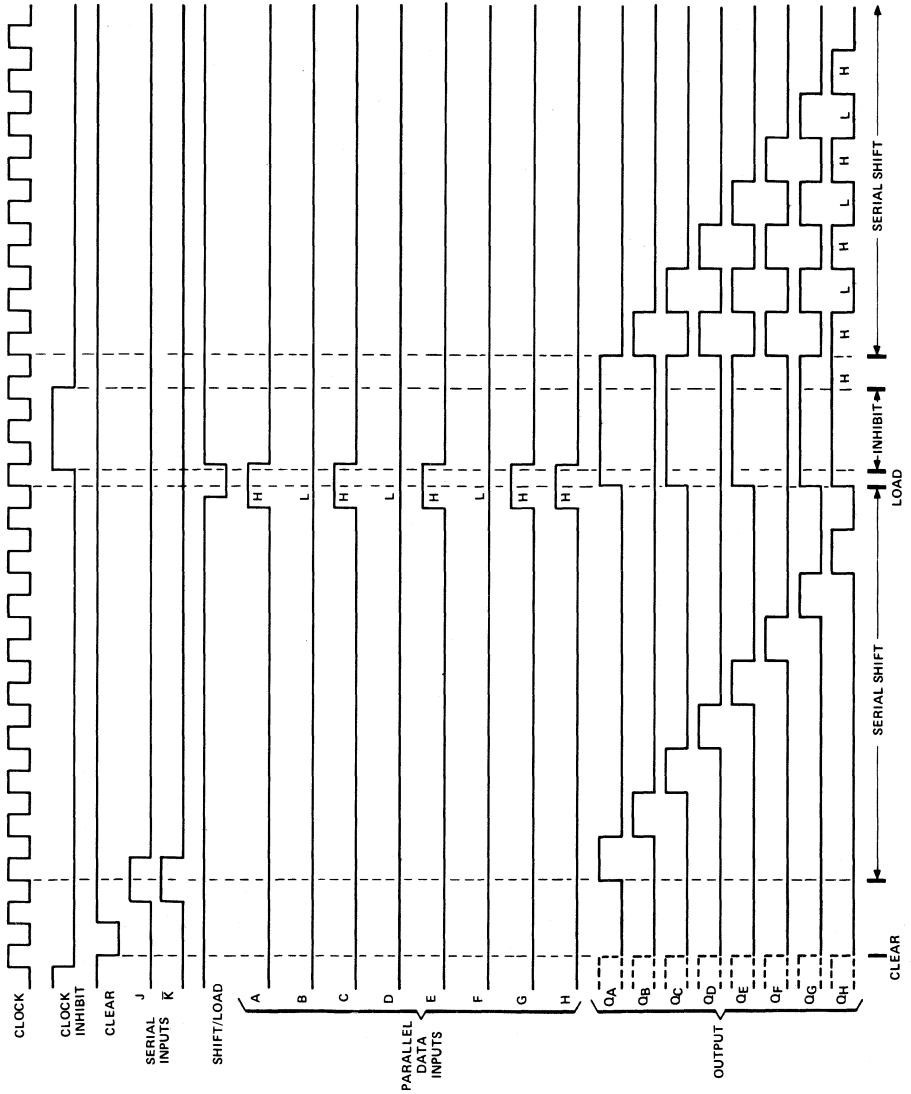 CLOCK
CLOCK
INHIBIT
CLEAR
SERIAL
INPUTS
J
K̅
SHIFT/LOAD
PARALLEL
DATA
INPUTS
A
B
C
D
E
F
G
H
H
L
H
L
H
L
H
H
OUTPUT
QA
QB
QC
QD
QE
QF
QG
QH
H
H
L
H
L
H
L
H
SERIAL SHIFT
INHIBIT
SERIAL SHIFT
CLEAR
LOAD